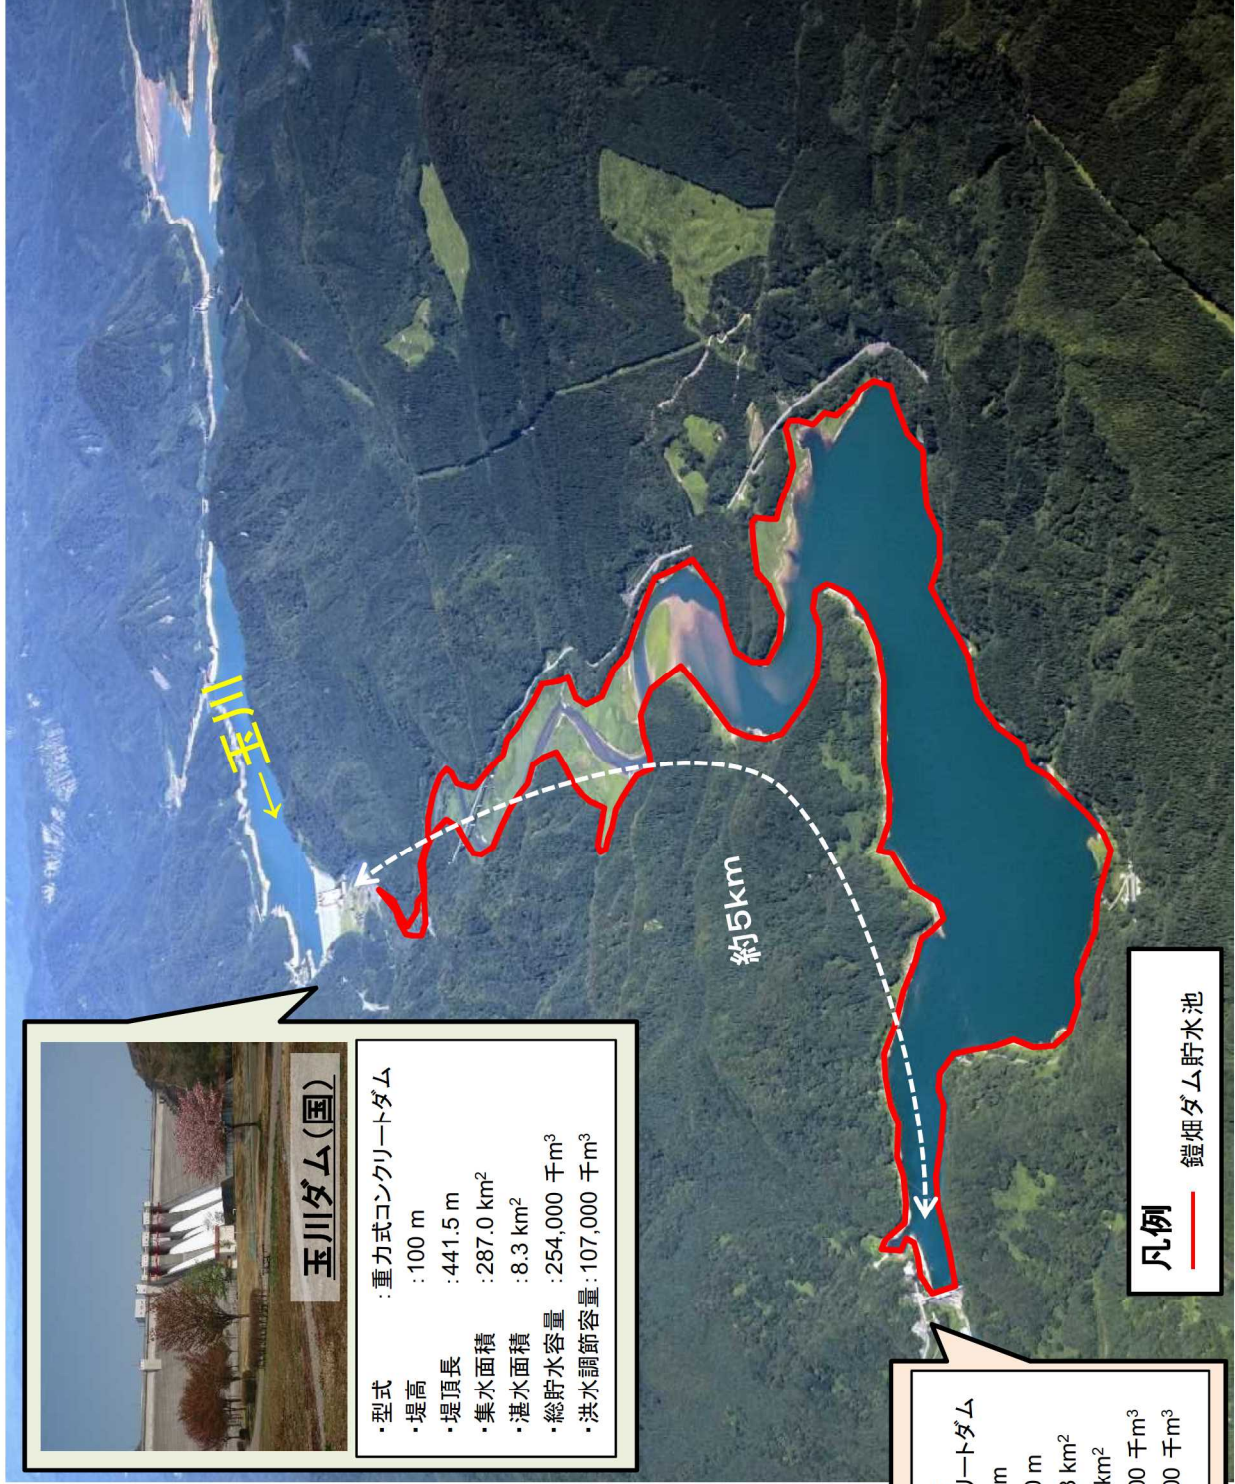 玉川ダム(国)
・型式 :重力式コンクリートダム
・堤高 :100 m
・堤頂長 :441.5 m
・集水面積 :287.0 km²
・湛水面積 :8.3 km²
・総貯水容量 :254,000 千m³
・洪水調節容量:107,000 千m³
←玉川
約5km
リートダム
m
0 m
km²
km²
00 千m³
00 千m³
凡例
鎧畑ダム貯水池